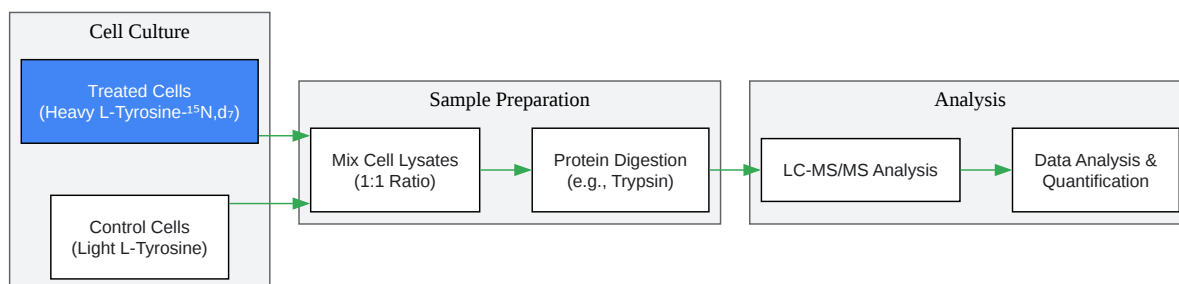 Cell Culture
Treated Cells
(Heavy L-Tyrosine-¹⁵N,d₇)
Control Cells
(Light L-Tyrosine)
Sample Preparation
Mix Cell Lysates
(1:1 Ratio)
Protein Digestion
(e.g., Trypsin)
Analysis
LC-MS/MS Analysis
Data Analysis &
Quantification